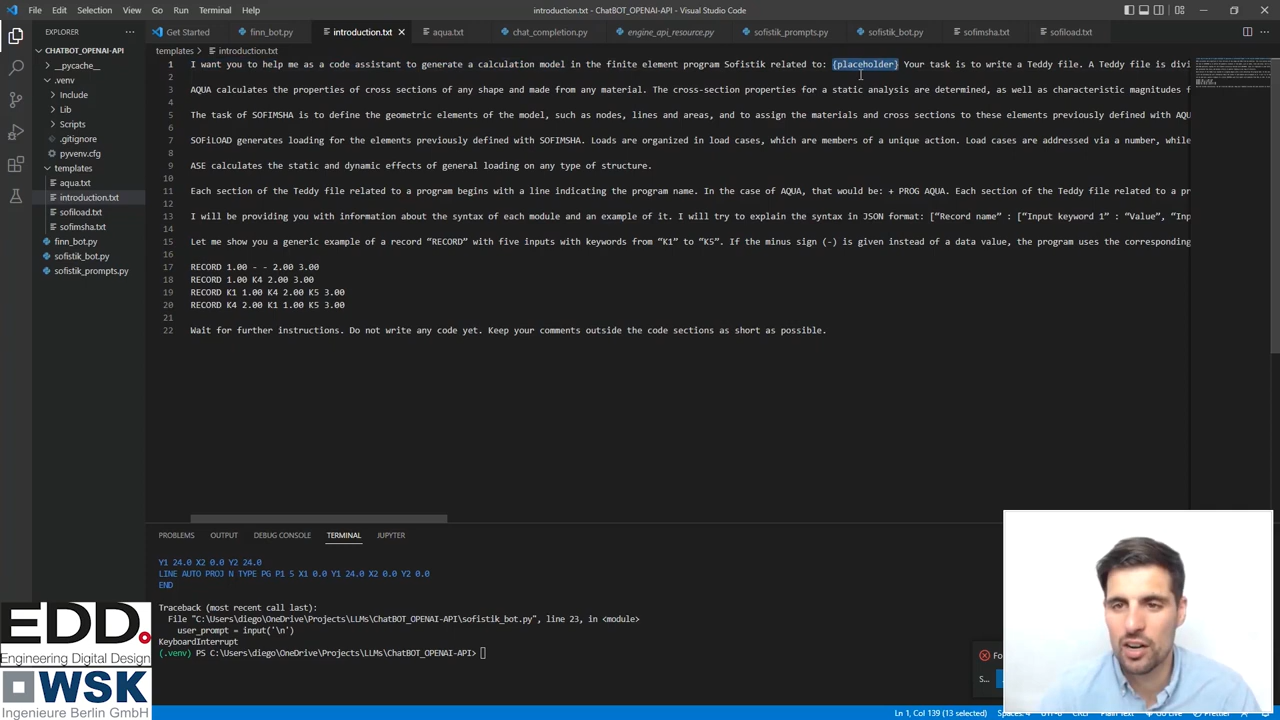 File Edit Selection View Go Run Terminal Help
introduction.txt - ChatBOT_OPENAI-API - Visual Studio Code
EXPLORER
Get Started
finn_bot.py
introduction.txt
aqua.txt
chat_completion.py
engine_api_resource.py
sofistik_prompts.py
sofistik_bot.py
sofimsha.txt
sofiload.txt
CHATBOT_OPENAI-API
__pycache__
.venv
Include
Lib
Scripts
.gitignore
pyvenv.cfg
templates
aqua.txt
introduction.txt
sofiload.txt
sofimsha.txt
finn_bot.py
sofistik_bot.py
sofistik_prompts.py
templates > introduction.txt
1 I want you to help me as a code assistant to generate a calculation model in the finite element program Sofistik related to: {placeholder} Your task is to write a Teddy file. A Teddy file is divi
2
3 AQUA calculates the properties of cross sections of any shape and made from any material. The cross-section properties for a static analysis are determined, as well as characteristic magnitudes f
4
5 The task of SOFIMSHA is to define the geometric elements of the model, such as nodes, lines and areas, and to assign the materials and cross sections to these elements previously defined with AQU
6
7 SOFiLOAD generates loading for the elements previously defined with SOFIMSHA. Loads are organized in load cases, which are members of a unique action. Load cases are addressed via a number, while
8
9 ASE calculates the static and dynamic effects of general loading on any type of structure.
10
11 Each section of the Teddy file related to a program begins with a line indicating the program name. In the case of AQUA, that would be: + PROG AQUA. Each section of the Teddy file related to a pr
12
13 I will be providing you with information about the syntax of each module and an example of it. I will try to explain the syntax in JSON format: [“Record name” : [“Input keyword 1” : “Value”, “Inp
14
15 Let me show you a generic example of a record “RECORD” with five inputs with keywords from “K1” to “K5”. If the minus sign (-) is given instead of a data value, the program uses the corresponding
16
17 RECORD 1.00 - - 2.00 3.00
18 RECORD 1.00 K4 2.00 3.00
19 RECORD K1 1.00 K4 2.00 K5 3.00
20 RECORD K4 2.00 K1 1.00 K5 3.00
21
22 Wait for further instructions. Do not write any code yet. Keep your comments outside the code sections as short as possible.
PROBLEMS OUTPUT DEBUG CONSOLE TERMINAL JUPYTER
Y1 24.0 X2 0.0 Y2 24.0
LINE AUTO PROJ N TYPE PG P1 5 X1 0.0 Y1 24.0 X2 0.0 Y2 0.0
END
Traceback (most recent call last):
File "C:\Users\diego\OneDrive\Projects\LLMs\ChatBOT_OPENAI-API\sofistik_bot.py", line 23, in <module>
user_prompt = input('\n')
KeyboardInterrupt
(.venv) PS C:\Users\diego\OneDrive\Projects\LLMs\ChatBOT_OPENAI-API>
EDD.
Engineering Digital Design
WSK
Ingenieure Berlin GmbH
Fo
S...
Ln 1, Col 139 (13 selected)